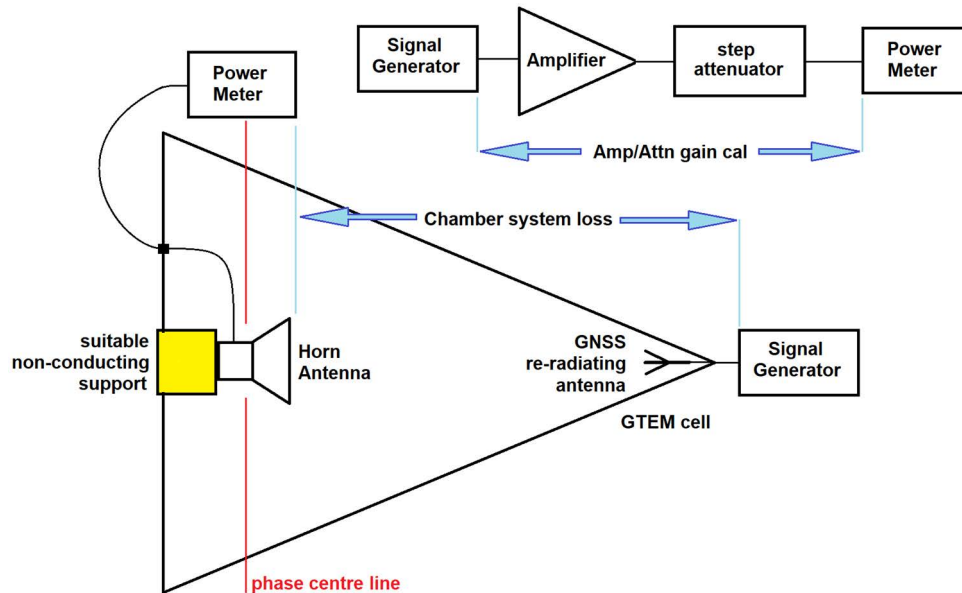 Signal
Generator
Amplifier
step
attenuator
Power
Meter
Power
Meter
Amp/Attn gain cal
Chamber system loss
suitable
non-conducting
support
Horn
Antenna
GNSS
re-radiating
antenna
Signal
Generator
GTEM cell
phase centre line